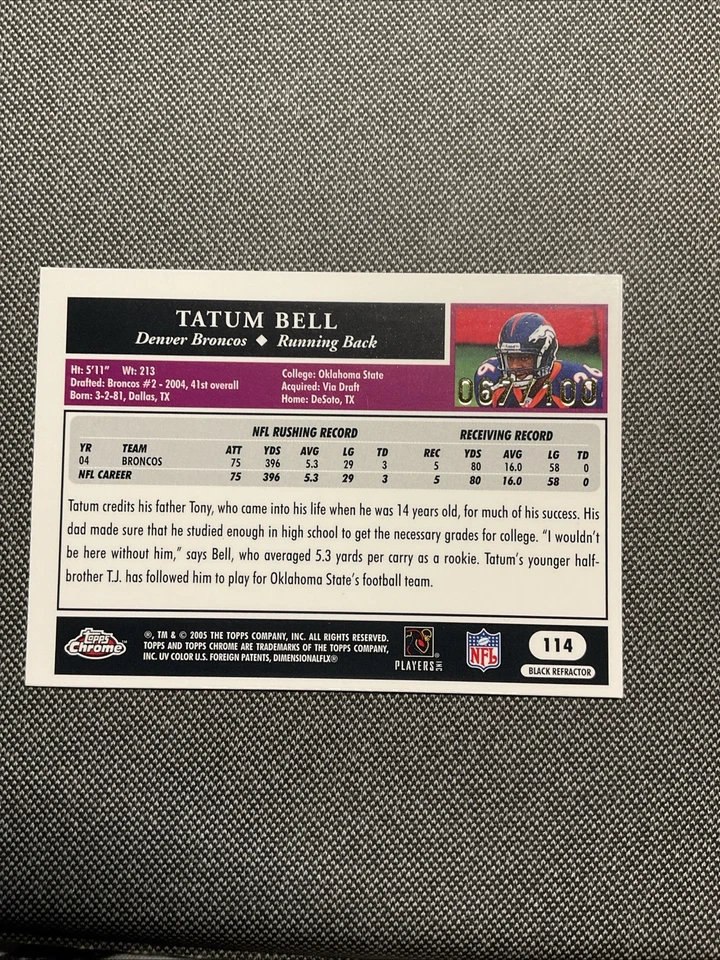 TATUM BELL
Denver Broncos ◆ Running Back
067/100
Ht: 5'11" Wt: 213 College: Oklahoma State
Drafted: Broncos #2 - 2004, 41st overall Acquired: Via Draft
Born: 3-2-81, Dallas, TX Home: DeSoto, TX
NFL RUSHING RECORD RECEIVING RECORD
YR TEAM ATT YDS AVG LG TD REC YDS AVG LG TD
04 BRONCOS 75 396 5.3 29 3 5 80 16.0 58 0
NFL CAREER 75 396 5.3 29 3 5 80 16.0 58 0
Tatum credits his father Tony, who came into his life when he was 14 years old, for much of his success. His
dad made sure that he studied enough in high school to get the necessary grades for college. "I wouldn't
be here without him," says Bell, who averaged 5.3 yards per carry as a rookie. Tatum's younger half-
brother T.J. has followed him to play for Oklahoma State's football team.
Topps
Chrome™
®, TM & © 2005 THE TOPPS COMPANY, INC. ALL RIGHTS RESERVED.
TOPPS AND TOPPS CHROME ARE TRADEMARKS OF THE TOPPS COMPANY,
INC. UV COLOR U.S. FOREIGN PATENTS, DIMENSIONALFLX®
PLAYERS INC
NFL
114
BLACK REFRACTOR